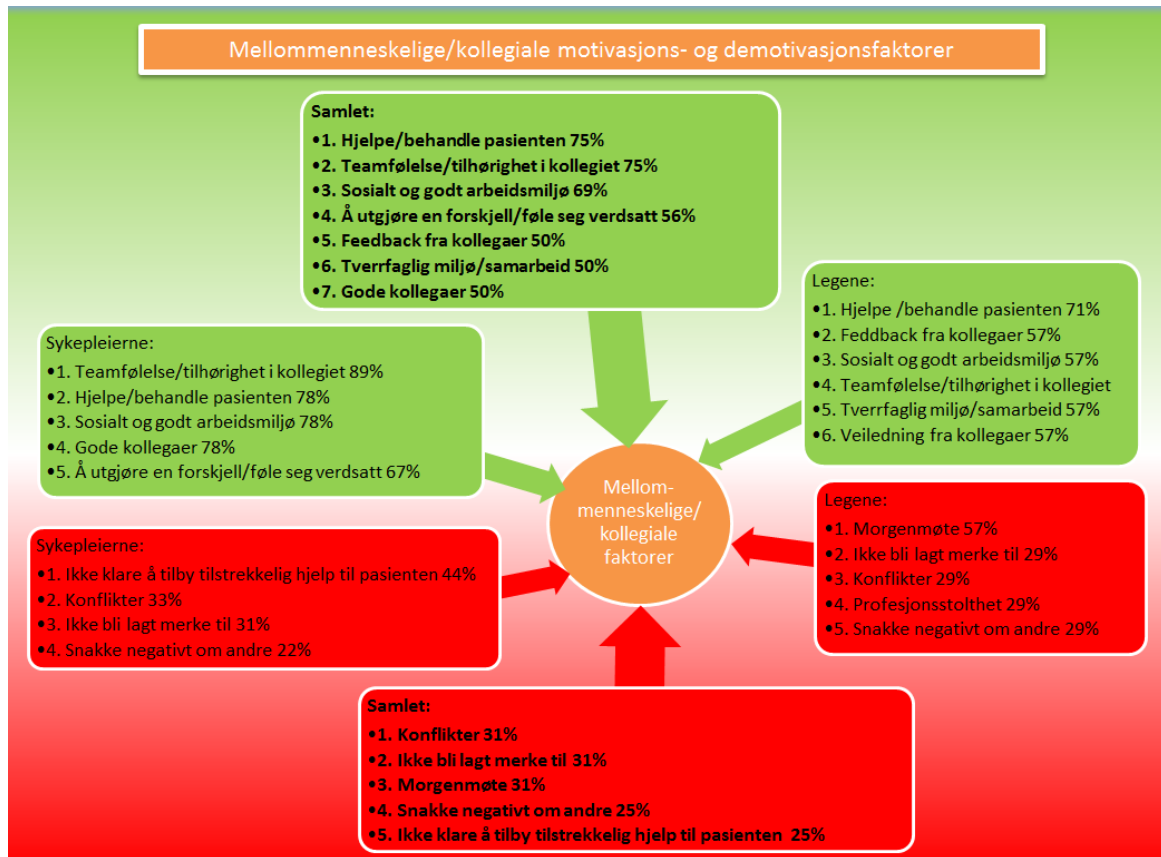 Mellommenneskelige/kollegiale motivasjons- og demotivasjonsfaktorer
Samlet:
•1. Hjelpe/behandle pasienten 75%
•2. Teamfølelse/tilhørighet i kollegiet 75%
•3. Sosialt og godt arbeidsmiljø 69%
•4. Å utgjøre en forskjell/føle seg verdsatt 56%
•5. Feedback fra kollegaer 50%
•6. Tverrfaglig miljø/samarbeid 50%
•7. Gode kollegaer 50%
Legene:
•1. Hjelpe /behandle pasienten 71%
•2. Feddback fra kollegaer 57%
•3. Sosialt og godt arbeidsmiljø 57%
•4. Teamfølelse/tilhørighet i kollegiet
•5. Tverrfaglig miljø/samarbeid 57%
•6. Veiledning fra kollegaer 57%
Sykepleierne:
•1. Teamfølelse/tilhørighet i kollegiet 89%
•2. Hjelpe/behandle pasienten 78%
•3. Sosialt og godt arbeidsmiljø 78%
•4. Gode kollegaer 78%
•5. Å utgjøre en forskjell/føle seg verdsatt 67%
Mellom-
menneskelige/
kollegiale
faktorer
Sykepleierne:
•1. Ikke klare å tilby tilstrekkelig hjelp til pasienten 44%
•2. Konflikter 33%
•3. Ikke bli lagt merke til 31%
•4. Snakke negativt om andre 22%
Legene:
•1. Morgenmøte 57%
•2. Ikke bli lagt merke til 29%
•3. Konflikter 29%
•4. Profesjonsstolthet 29%
•5. Snakke negativt om andre 29%
Samlet:
•1. Konflikter 31%
•2. Ikke bli lagt merke til 31%
•3. Morgenmøte 31%
•4. Snakke negativt om andre 25%
•5. Ikke klare å tilby tilstrekkelig hjelp til pasienten 25%